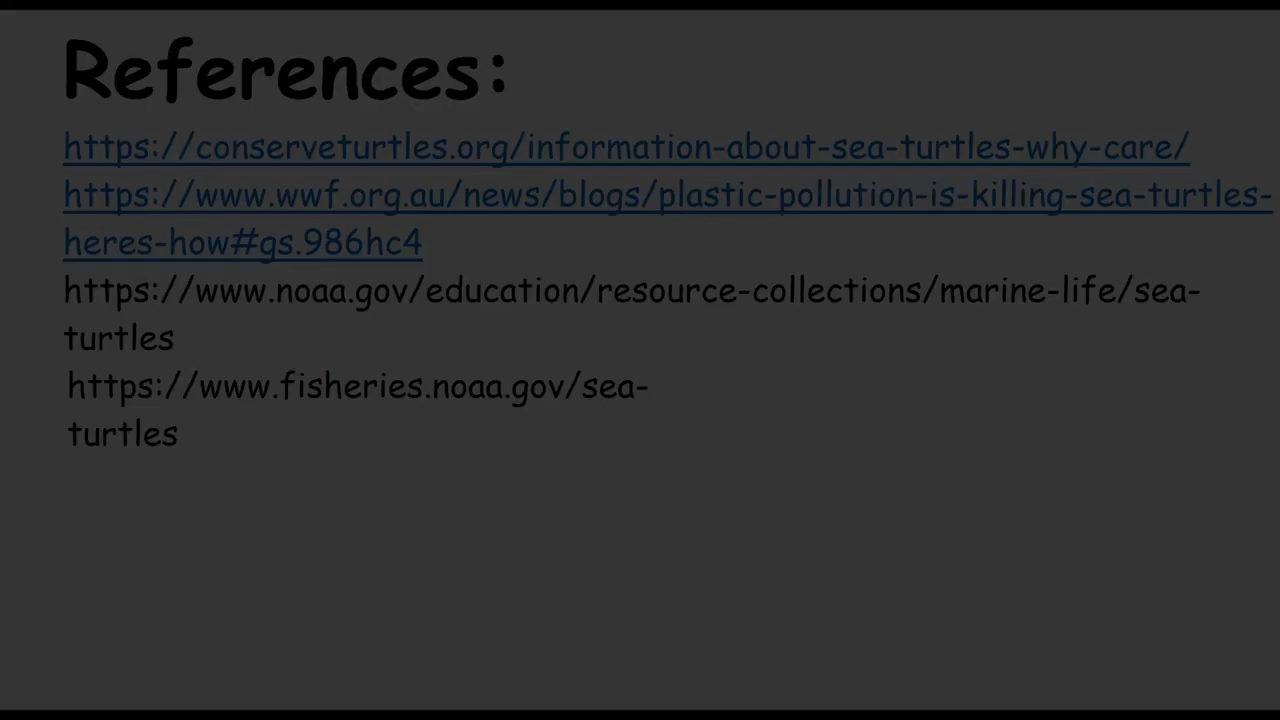 References:
https://conserveturtles.org/information-about-sea-turtles-why-care/
https://www.wwf.org.au/news/blogs/plastic-pollution-is-killing-sea-turtles-
heres-how#gs.986hc4
https://www.noaa.gov/education/resource-collections/marine-life/sea-
turtles
https://www.fisheries.noaa.gov/sea-
turtles